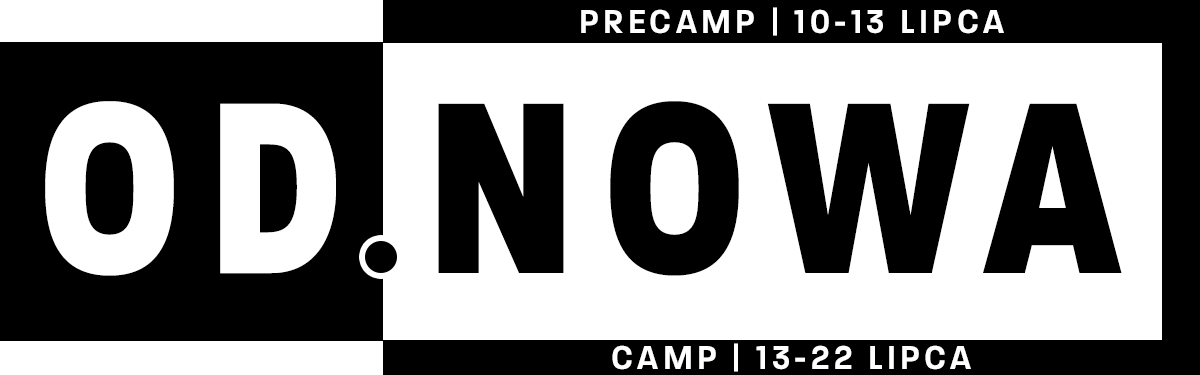 PRECAMP | 10-13 LIPCA
OD.NOWA
CAMP | 13-22 LIPCA